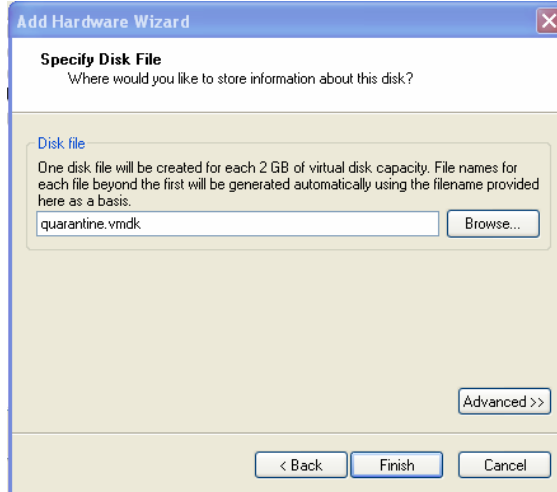 Add Hardware Wizard
Specify Disk File
Where would you like to store information about this disk?
Disk file
One disk file will be created for each 2 GB of virtual disk capacity. File names for
each file beyond the first will be generated automatically using the filename provided
here as a basis.
quarantine.vmdk
Browse...
Advanced >>
< Back
Finish
Cancel